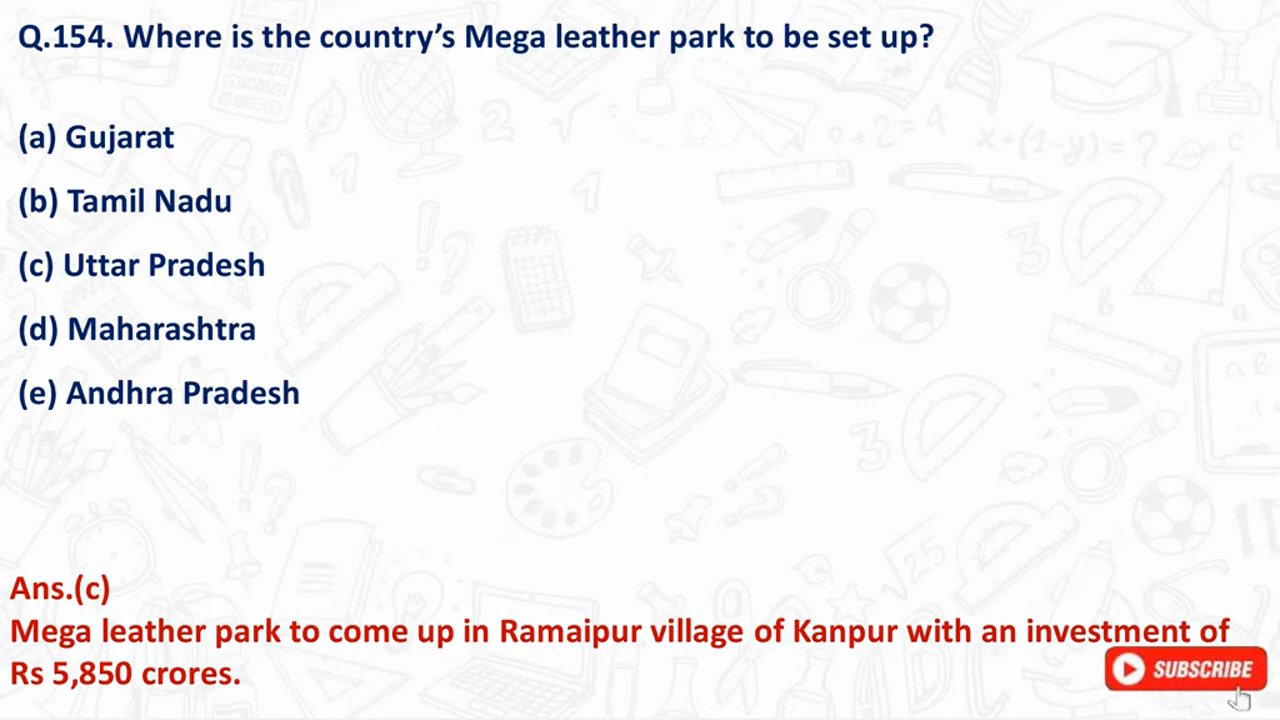 Q.154. Where is the country’s Mega leather park to be set up?
(a) Gujarat
(b) Tamil Nadu
(c) Uttar Pradesh
(d) Maharashtra
(e) Andhra Pradesh
Ans.(c)
Mega leather park to come up in Ramaipur village of Kanpur with an investment of
Rs 5,850 crores.
SUBSCRIBE